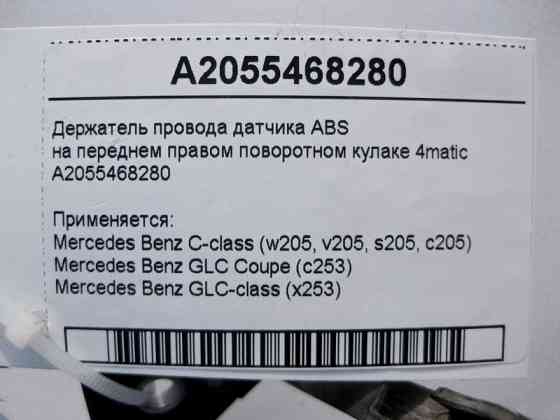 A2055468280
Держатель провода датчика ABS
на переднем правом поворотном кулаке 4matic
A2055468280
Применяется:
Mercedes Benz C-class (w205, v205, s205, c205)
Mercedes Benz GLC Coupe (c253)
Mercedes Benz GLC-class (x253)